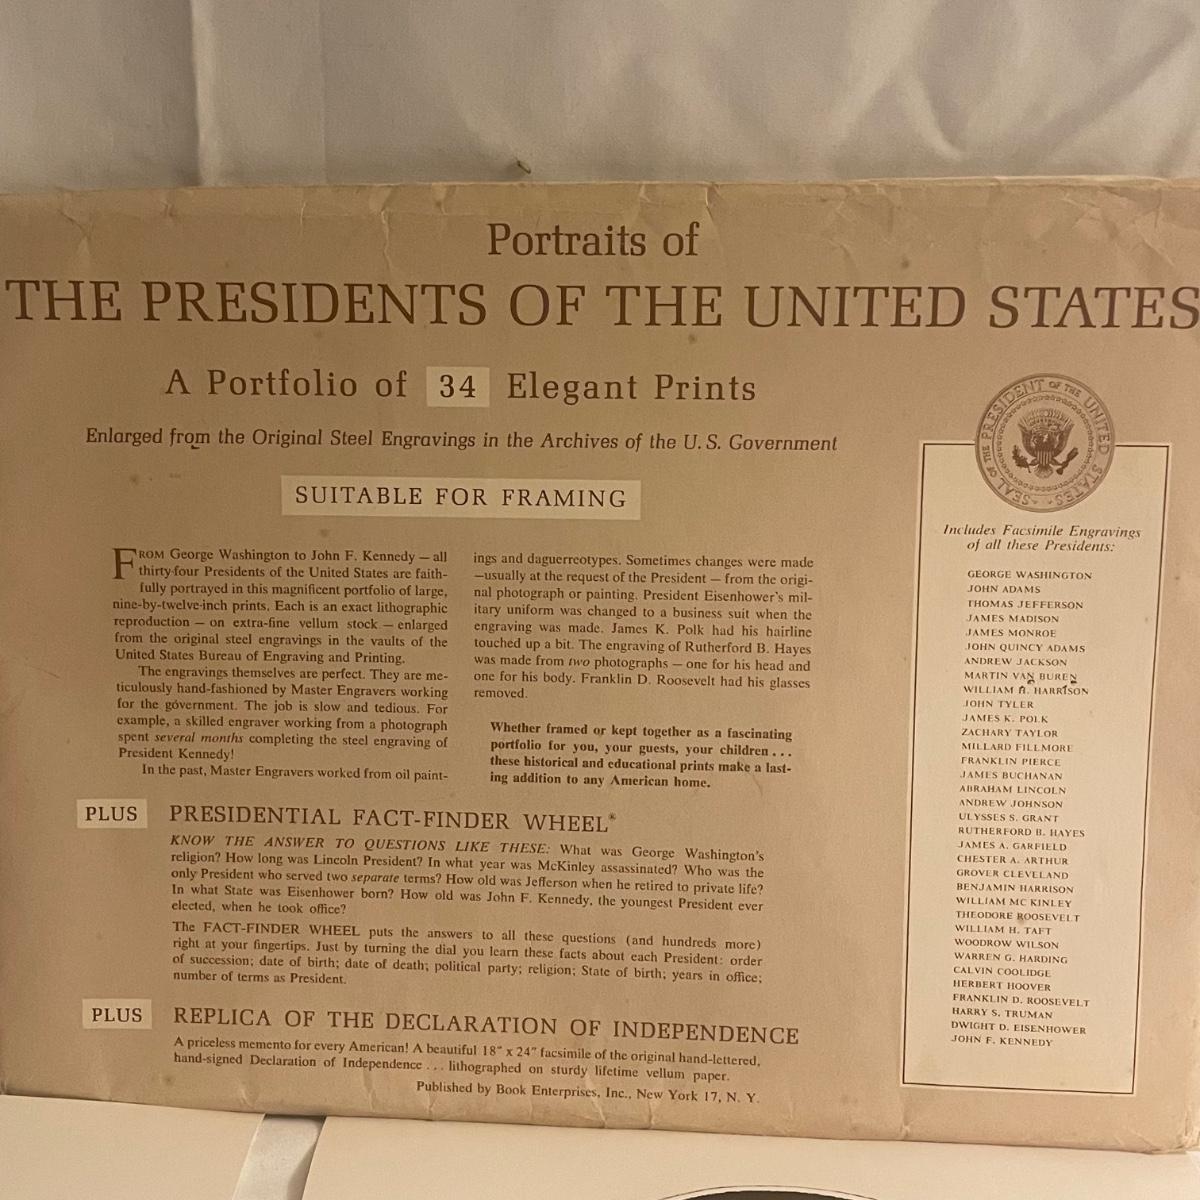 Portraits of
THE PRESIDENTS OF THE UNITED STATES
A Portfolio of 34 Elegant Prints
Enlarged from the Original Steel Engravings in the Archives of the U.S. Government
SUITABLE FOR FRAMING
FROM George Washington to John F. Kennedy — all
thirty-four Presidents of the United States are faith-
fully portrayed in this magnificent portfolio of large,
nine-by-twelve-inch prints. Each is an exact lithographic
reproduction — on extra-fine vellum stock — enlarged
from the original steel engravings in the vaults of the
United States Bureau of Engraving and Printing.
The engravings themselves are perfect. They are me-
ticulously hand-fashioned by Master Engravers working
for the government. The job is slow and tedious. For
example, a skilled engraver working from a photograph
spent several months completing the steel engraving of
President Kennedy!
In the past, Master Engravers worked from oil paint-
ings and daguerreotypes. Sometimes changes were made
—usually at the request of the President — from the origi-
nal photograph or painting. President Eisenhower's mil-
itary uniform was changed to a business suit when the
engraving was made. James K. Polk had his hairline
touched up a bit. The engraving of Rutherford B. Hayes
was made from two photographs — one for his head and
one for his body. Franklin D. Roosevelt had his glasses
removed.
Whether framed or kept together as a fascinating
portfolio for you, your guests, your children . . .
these historical and educational prints make a last-
ing addition to any American home.
PLUS PRESIDENTIAL FACT-FINDER WHEEL®
KNOW THE ANSWER TO QUESTIONS LIKE THESE: What was George Washington's
religion? How long was Lincoln President? In what year was McKinley assassinated? Who was the
only President who served two separate terms? How old was Jefferson when he retired to private life?
In what State was Eisenhower born? How old was John F. Kennedy, the youngest President ever
elected, when he took office?
The FACT-FINDER WHEEL puts the answers to all these questions (and hundreds more)
right at your fingertips. Just by turning the dial you learn these facts about each President: order
of succession; date of birth; date of death; political party; religion; State of birth; years in office;
number of terms as President.
PLUS REPLICA OF THE DECLARATION OF INDEPENDENCE
A priceless memento for every American! A beautiful 18" x 24" facsimile of the original hand-lettered,
hand-signed Declaration of Independence . . . lithographed on sturdy lifetime vellum paper.
Published by Book Enterprises, Inc., New York 17, N. Y.
SEAL OF THE PRESIDENT OF THE UNITED STATES
Includes Facsimile Engravings
of all these Presidents:
GEORGE WASHINGTON
JOHN ADAMS
THOMAS JEFFERSON
JAMES MADISON
JAMES MONROE
JOHN QUINCY ADAMS
ANDREW JACKSON
MARTIN VAN BUREN
WILLIAM H. HARRISON
JOHN TYLER
JAMES K. POLK
ZACHARY TAYLOR
MILLARD FILLMORE
FRANKLIN PIERCE
JAMES BUCHANAN
ABRAHAM LINCOLN
ANDREW JOHNSON
ULYSSES S. GRANT
RUTHERFORD B. HAYES
JAMES A. GARFIELD
CHESTER A. ARTHUR
GROVER CLEVELAND
BENJAMIN HARRISON
WILLIAM MC KINLEY
THEODORE ROOSEVELT
WILLIAM H. TAFT
WOODROW WILSON
WARREN G. HARDING
CALVIN COOLIDGE
HERBERT HOOVER
FRANKLIN D. ROOSEVELT
HARRY S. TRUMAN
DWIGHT D. EISENHOWER
JOHN F. KENNEDY